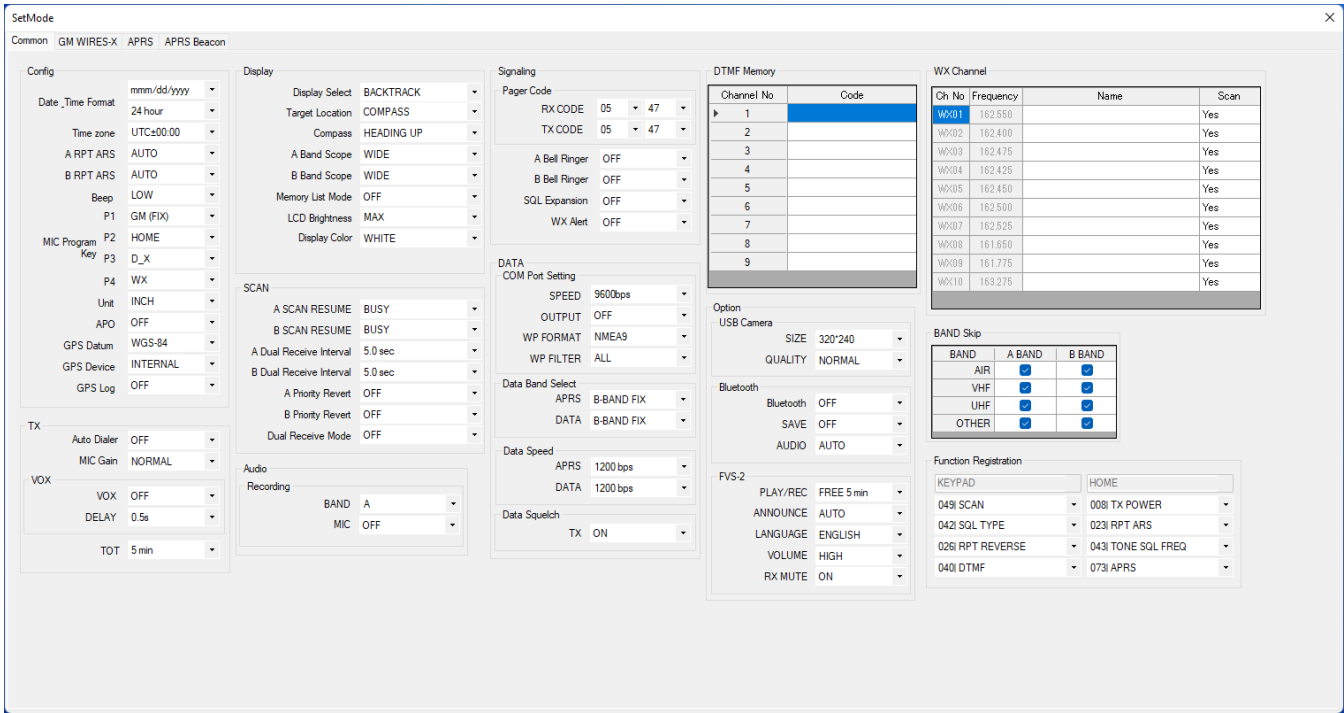 SetMode
Common GM WIRES-X APRS APRS Beacon
Config
Date _Time Format mmm/dd/yyyy
24 hour
Time zone UTC±00:00
A RPT ARS AUTO
B RPT ARS AUTO
Beep LOW
MIC Program Key
P1 GM (FIX)
P2 HOME
P3 D_X
P4 WX
Unit INCH
APO OFF
GPS Datum WGS-84
GPS Device INTERNAL
GPS Log OFF
TX
Auto Dialer OFF
MIC Gain NORMAL
VOX
VOX OFF
DELAY 0.5s
TOT 5 min
Display
Display Select BACKTRACK
Target Location COMPASS
Compass HEADING UP
A Band Scope WIDE
B Band Scope WIDE
Memory List Mode OFF
LCD Brightness MAX
Display Color WHITE
SCAN
A SCAN RESUME BUSY
B SCAN RESUME BUSY
A Dual Receive Interval 5.0 sec
B Dual Receive Interval 5.0 sec
A Priority Revert OFF
B Priority Revert OFF
Dual Receive Mode OFF
Audio
Recording
BAND A
MIC OFF
Signaling
Pager Code
RX CODE 05 47
TX CODE 05 47
A Bell Ringer OFF
B Bell Ringer OFF
SQL Expansion OFF
WX Alert OFF
DATA
COM Port Setting
SPEED 9600bps
OUTPUT OFF
WP FORMAT NMEA9
WP FILTER ALL
Data Band Select
APRS B-BAND FIX
DATA B-BAND FIX
Data Speed
APRS 1200 bps
DATA 1200 bps
Data Squelch
TX ON
DTMF Memory
Channel No Code
1
2
3
4
5
6
7
8
9
Option
USB Camera
SIZE 320*240
QUALITY NORMAL
Bluetooth
Bluetooth OFF
SAVE OFF
AUDIO AUTO
FVS-2
PLAY/REC FREE 5 min
ANNOUNCE AUTO
LANGUAGE ENGLISH
VOLUME HIGH
RX MUTE ON
WX Channel
Ch No Frequency Name Scan
WX01 162.550 Yes
WX02 162.400 Yes
WX03 162.475 Yes
WX04 162.425 Yes
WX05 162.450 Yes
WX06 162.500 Yes
WX07 162.525 Yes
WX08 161.650 Yes
WX09 161.775 Yes
WX10 163.275 Yes
BAND Skip
BAND A BAND B BAND
AIR
VHF
UHF
OTHER
Function Registration
KEYPAD HOME
049| SCAN 008| TX POWER
042| SQL TYPE 023| RPT ARS
026| RPT REVERSE 043| TONE SQL FREQ
040| DTMF 073| APRS